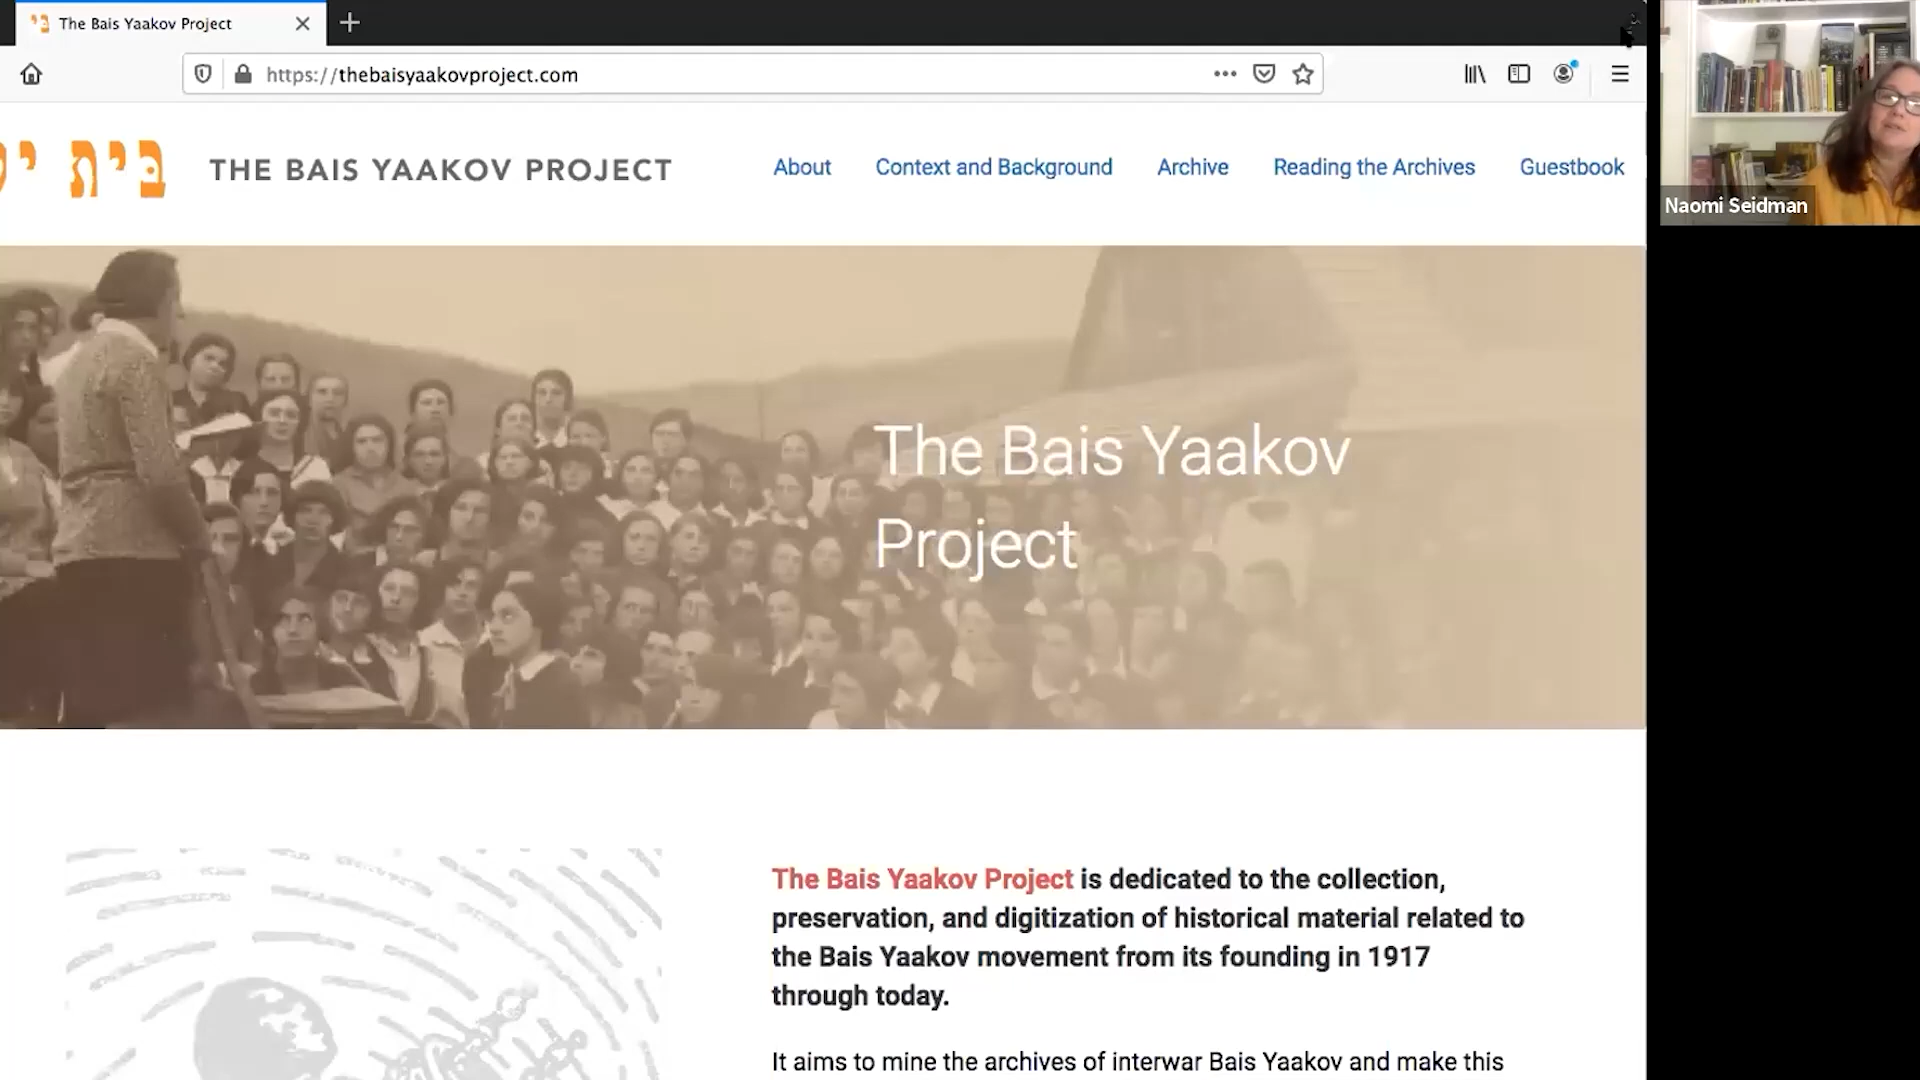 The Bais Yaakov Project
https://thebaisyaakovproject.com
בית
THE BAIS YAAKOV PROJECT
About
Context and Background
Archive
Reading the Archives
Guestbook
Naomi Seidman
The Bais Yaakov
Project
The Bais Yaakov Project is dedicated to the collection,
preservation, and digitization of historical material related to
the Bais Yaakov movement from its founding in 1917
through today.
It aims to mine the archives of interwar Bais Yaakov and make this